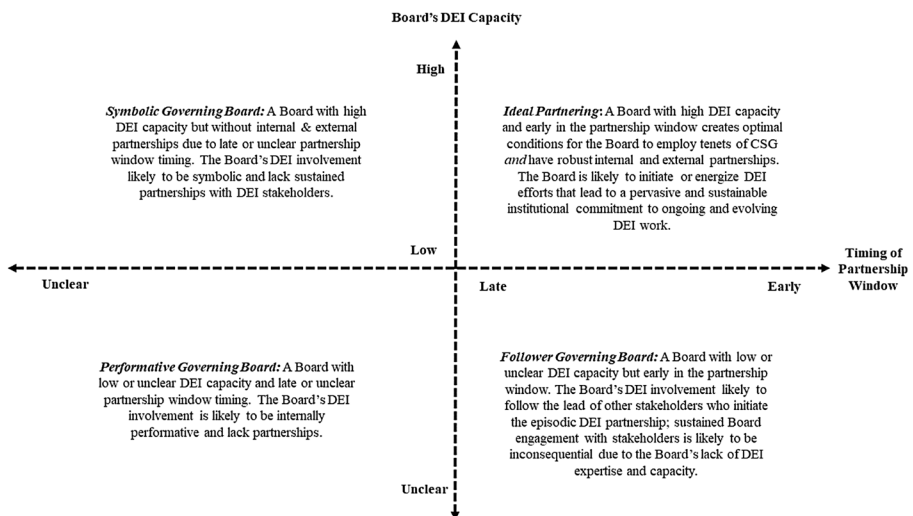 Board's DEI Capacity
High
Symbolic Governing Board: A Board with high
DEI capacity but without internal & external
partnerships due to late or unclear partnership
window timing. The Board's DEI involvement
likely to be symbolic and lack sustained
partnerships with DEI stakeholders.
Ideal Partnering: A Board with high DEI capacity
and early in the partnership window creates optimal
conditions for the Board to employ tenets of CSG
and have robust internal and external partnerships.
The Board is likely to initiate or energize DEI
efforts that lead to a pervasive and sustainable
institutional commitment to ongoing and evolving
DEI work.
Low
Timing of
Partnership
Window
Unclear
Late
Early
Performative Governing Board: A Board with
low or unclear DEI capacity and late or unclear
partnership window timing. The Board's DEI
involvement is likely to be internally
performative and lack partnerships.
Follower Governing Board: A Board with low or
unclear DEI capacity but early in the partnership
window. The Board's DEI involvement likely to
follow the lead of other stakeholders who initiate
the episodic DEI partnership; sustained Board
engagement with stakeholders is likely to be
inconsequential due to the Board's lack of DEI
expertise and capacity.
Unclear